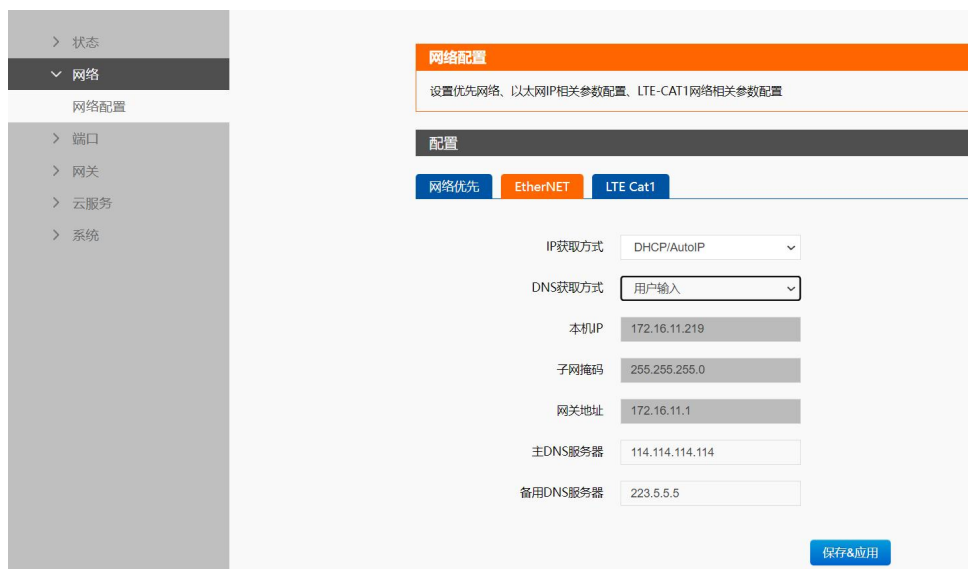 状态
网络
网络配置
端口
网关
云服务
系统
网络配置
设置优先网络、以太网IP相关参数配置、LTE-CAT1网络相关参数配置
配置
网络优先 EtherNET LTE Cat1
IP获取方式 DHCP/AutoIP
DNS获取方式 用户输入
本机IP 172.16.11.219
子网掩码 255.255.255.0
网关地址 172.16.11.1
主DNS服务器 114.114.114.114
备用DNS服务器 223.5.5.5
保存&应用